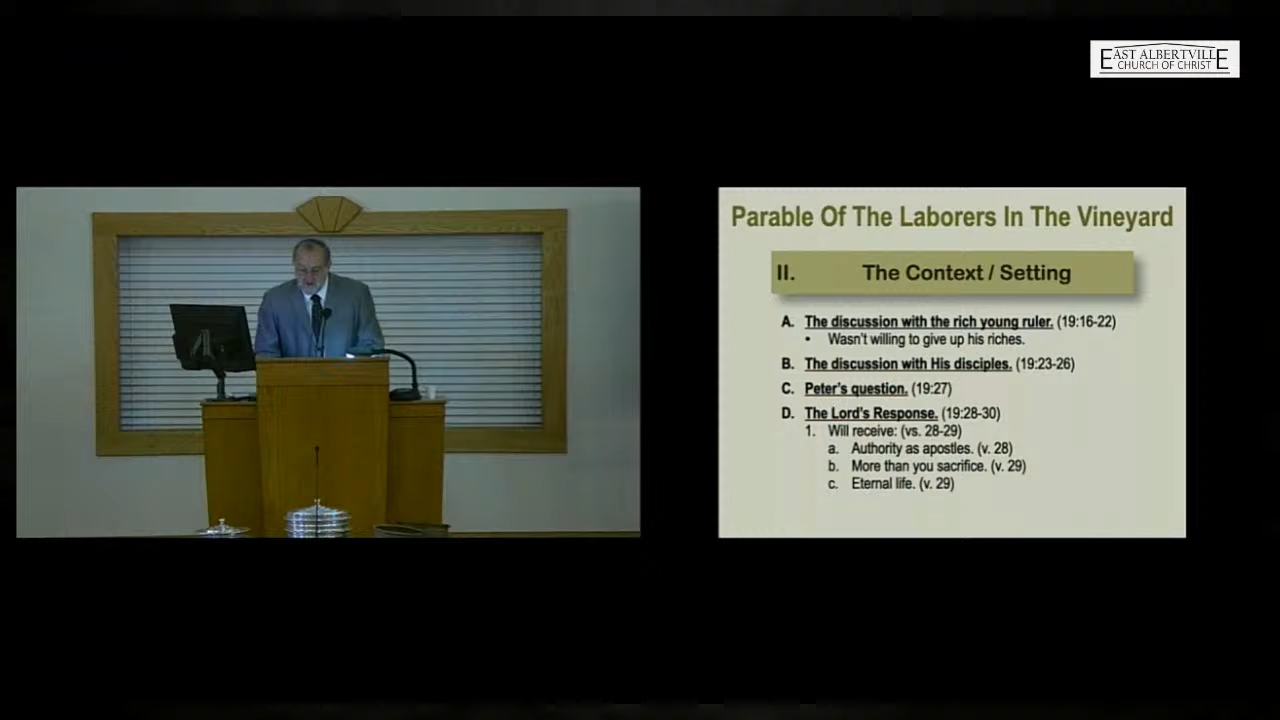 EAST ALBERTVILLE
CHURCH OF CHRIST
Parable Of The Laborers In The Vineyard
II. The Context / Setting
A. The discussion with the rich young ruler. (19:16-22)
• Wasn't willing to give up his riches.
B. The discussion with His disciples. (19:23-26)
C. Peter's question. (19:27)
D. The Lord's Response. (19:28-30)
1. Will receive: (vs. 28-29)
a. Authority as apostles. (v. 28)
b. More than you sacrifice. (v. 29)
c. Eternal life. (v. 29)